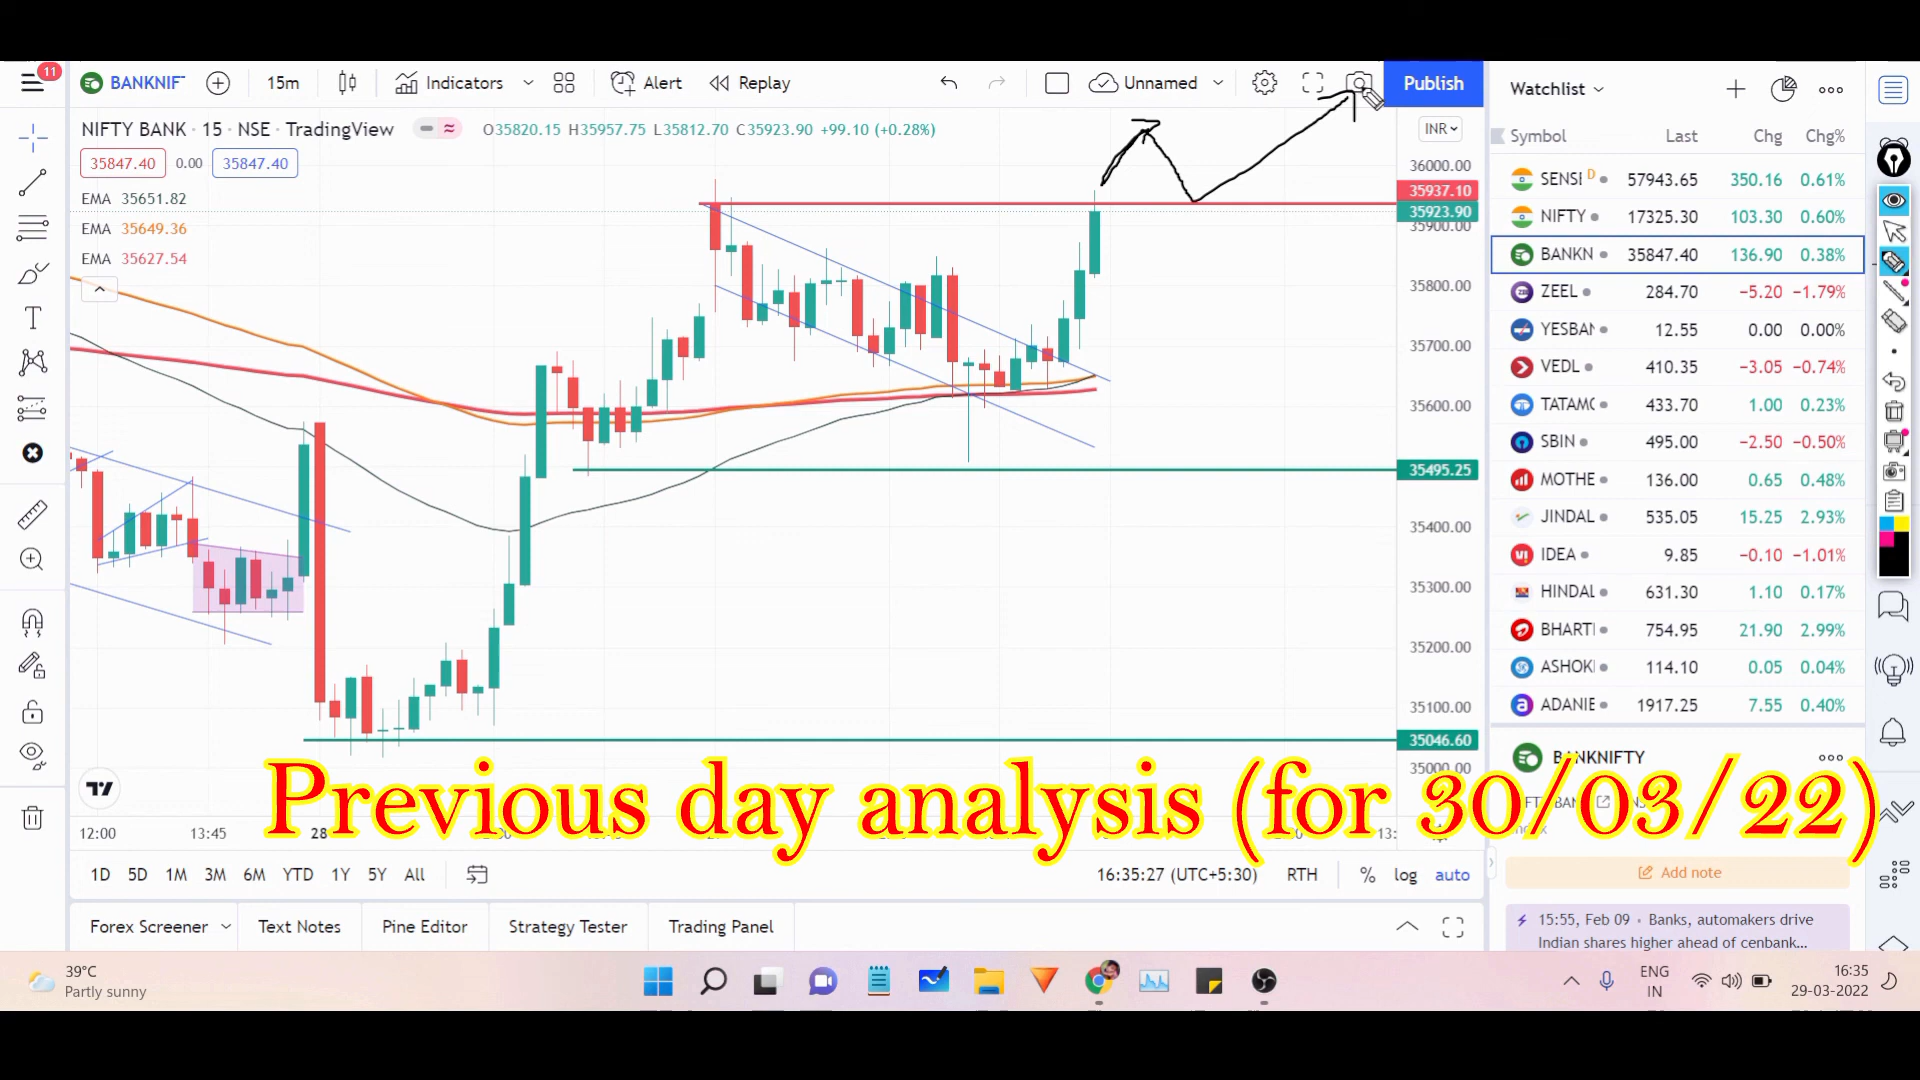 11
BANKNIF
15m
Indicators
Alert
Replay
Unnamed
Publish
NIFTY BANK · 15 · NSE · TradingView
O35820.15 H35957.75 L35812.70 C35923.90 +99.10 (+0.28%)
INR
35847.40 0.00 35847.40
EMA 35651.82
EMA 35649.36
EMA 35627.54
36000.00
35937.10
35923.90
35900.00
35800.00
35700.00
35600.00
35495.25
35400.00
35300.00
35200.00
35100.00
35046.60
35000.00
Watchlist
Symbol Last Chg Chg%
SENSI D 57943.65 350.16 0.61%
NIFTY 17325.30 103.30 0.60%
BANKN 35847.40 136.90 0.38%
ZEEL 284.70 −5.20 −1.79%
YESBAN 12.55 0.00 0.00%
VEDL 410.35 −3.05 −0.74%
TATAMO 433.70 1.00 0.23%
SBIN 495.00 −2.50 −0.50%
MOTHE 136.00 0.65 0.48%
JINDAL 535.05 15.25 2.93%
IDEA 9.85 −0.10 −1.01%
HINDAL 631.30 1.10 0.17%
BHARTI 754.95 21.90 2.99%
ASHOK 114.10 0.05 0.04%
ADANIE 1917.25 7.55 0.40%
BANKNIFTY
Previous day analysis (for 30/03/22)
12:00 13:45 28
Add note
15:55, Feb 09 · Banks, automakers drive
Indian shares higher ahead of cenbank...
1D 5D 1M 3M 6M YTD 1Y 5Y All
16:35:27 (UTC+5:30) RTH % log auto
Forex Screener Text Notes Pine Editor Strategy Tester Trading Panel
39°C
Partly sunny
ENG
IN
16:35
29-03-2022